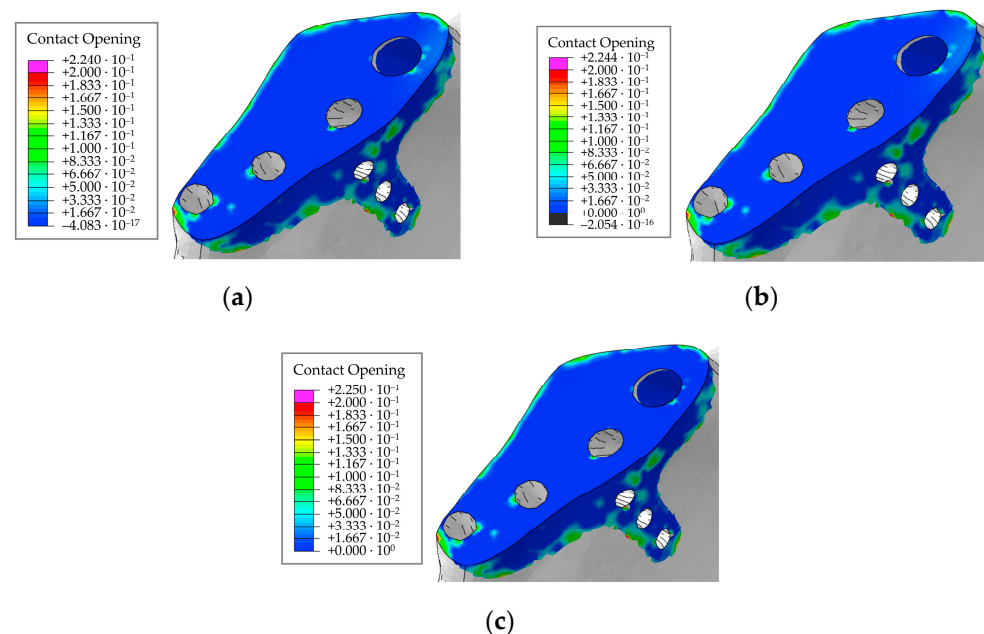 Contact Opening
+2.240 · 10⁻¹
+2.000 · 10⁻¹
+1.833 · 10⁻¹
+1.667 · 10⁻¹
+1.500 · 10⁻¹
+1.333 · 10⁻¹
+1.167 · 10⁻¹
+1.000 · 10⁻¹
+8.333 · 10⁻²
+6.667 · 10⁻²
+5.000 · 10⁻²
+3.333 · 10⁻²
+1.667 · 10⁻²
−4.083 · 10⁻¹⁷
(a)
Contact Opening
+2.244 · 10⁻¹
+2.000 · 10⁻¹
+1.833 · 10⁻¹
+1.667 · 10⁻¹
+1.500 · 10⁻¹
+1.333 · 10⁻¹
+1.167 · 10⁻¹
+1.000 · 10⁻¹
+8.333 · 10⁻²
+6.667 · 10⁻²
+5.000 · 10⁻²
+3.333 · 10⁻²
+1.667 · 10⁻²
+0.000 · 10⁰
−2.054 · 10⁻¹⁶
(b)
Contact Opening
+2.250 · 10⁻¹
+2.000 · 10⁻¹
+1.833 · 10⁻¹
+1.667 · 10⁻¹
+1.500 · 10⁻¹
+1.333 · 10⁻¹
+1.167 · 10⁻¹
+1.000 · 10⁻¹
+8.333 · 10⁻²
+6.667 · 10⁻²
+5.000 · 10⁻²
+3.333 · 10⁻²
+1.667 · 10⁻²
+0.000 · 10⁰
(c)